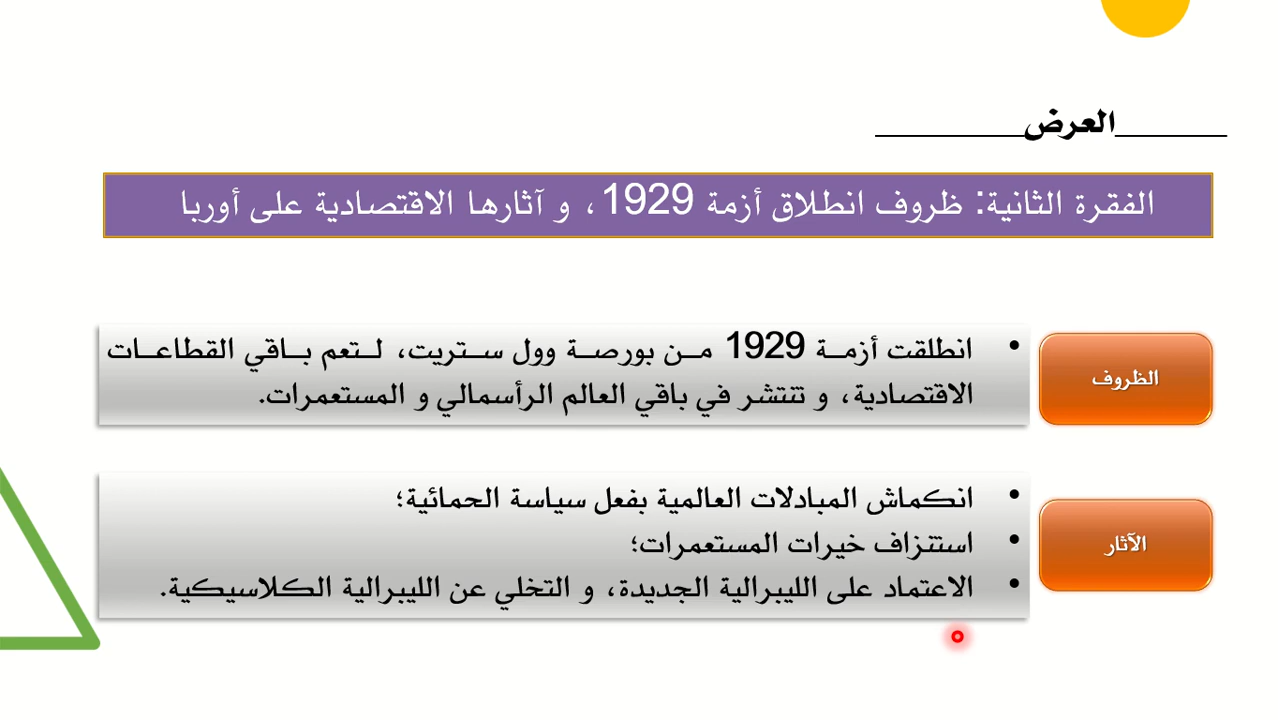 العرض
الفقرة الثانية: ظروف انطلاق أزمة 1929، و آثارها الاقتصادية على أوربا
الظروف
• انطلقت أزمة 1929 من بورصة وول ستريت، لتعم باقي القطاعات
الاقتصادية، و تنتشر في باقي العالم الرأسمالي و المستعمرات.
الآثار
• انكماش المبادلات العالمية بفعل سياسة الحمائية؛
• استنزاف خيرات المستعمرات؛
• الاعتماد على الليبرالية الجديدة، و التخلي عن الليبرالية الكلاسيكية.